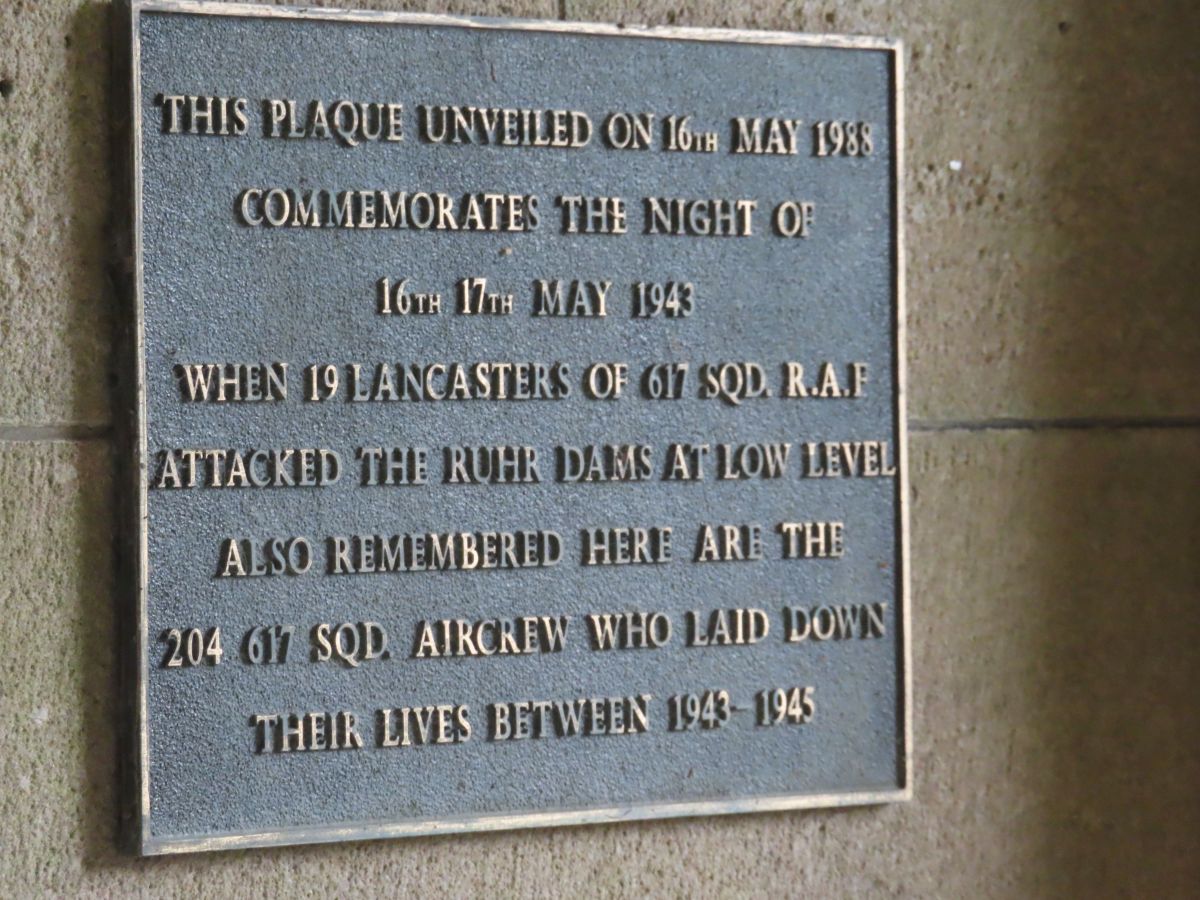 THIS PLAQUE UNVEILED ON 16TH MAY 1988
COMMEMORATES THE NIGHT OF
16TH 17TH MAY 1943
WHEN 19 LANCASTERS OF 617 SQD. R.A.F
ATTACKED THE RUHR DAMS AT LOW LEVEL
ALSO REMEMBERED HERE ARE THE
204 617 SQD. AIRCREW WHO LAID DOWN
THEIR LIVES BETWEEN 1943-1945